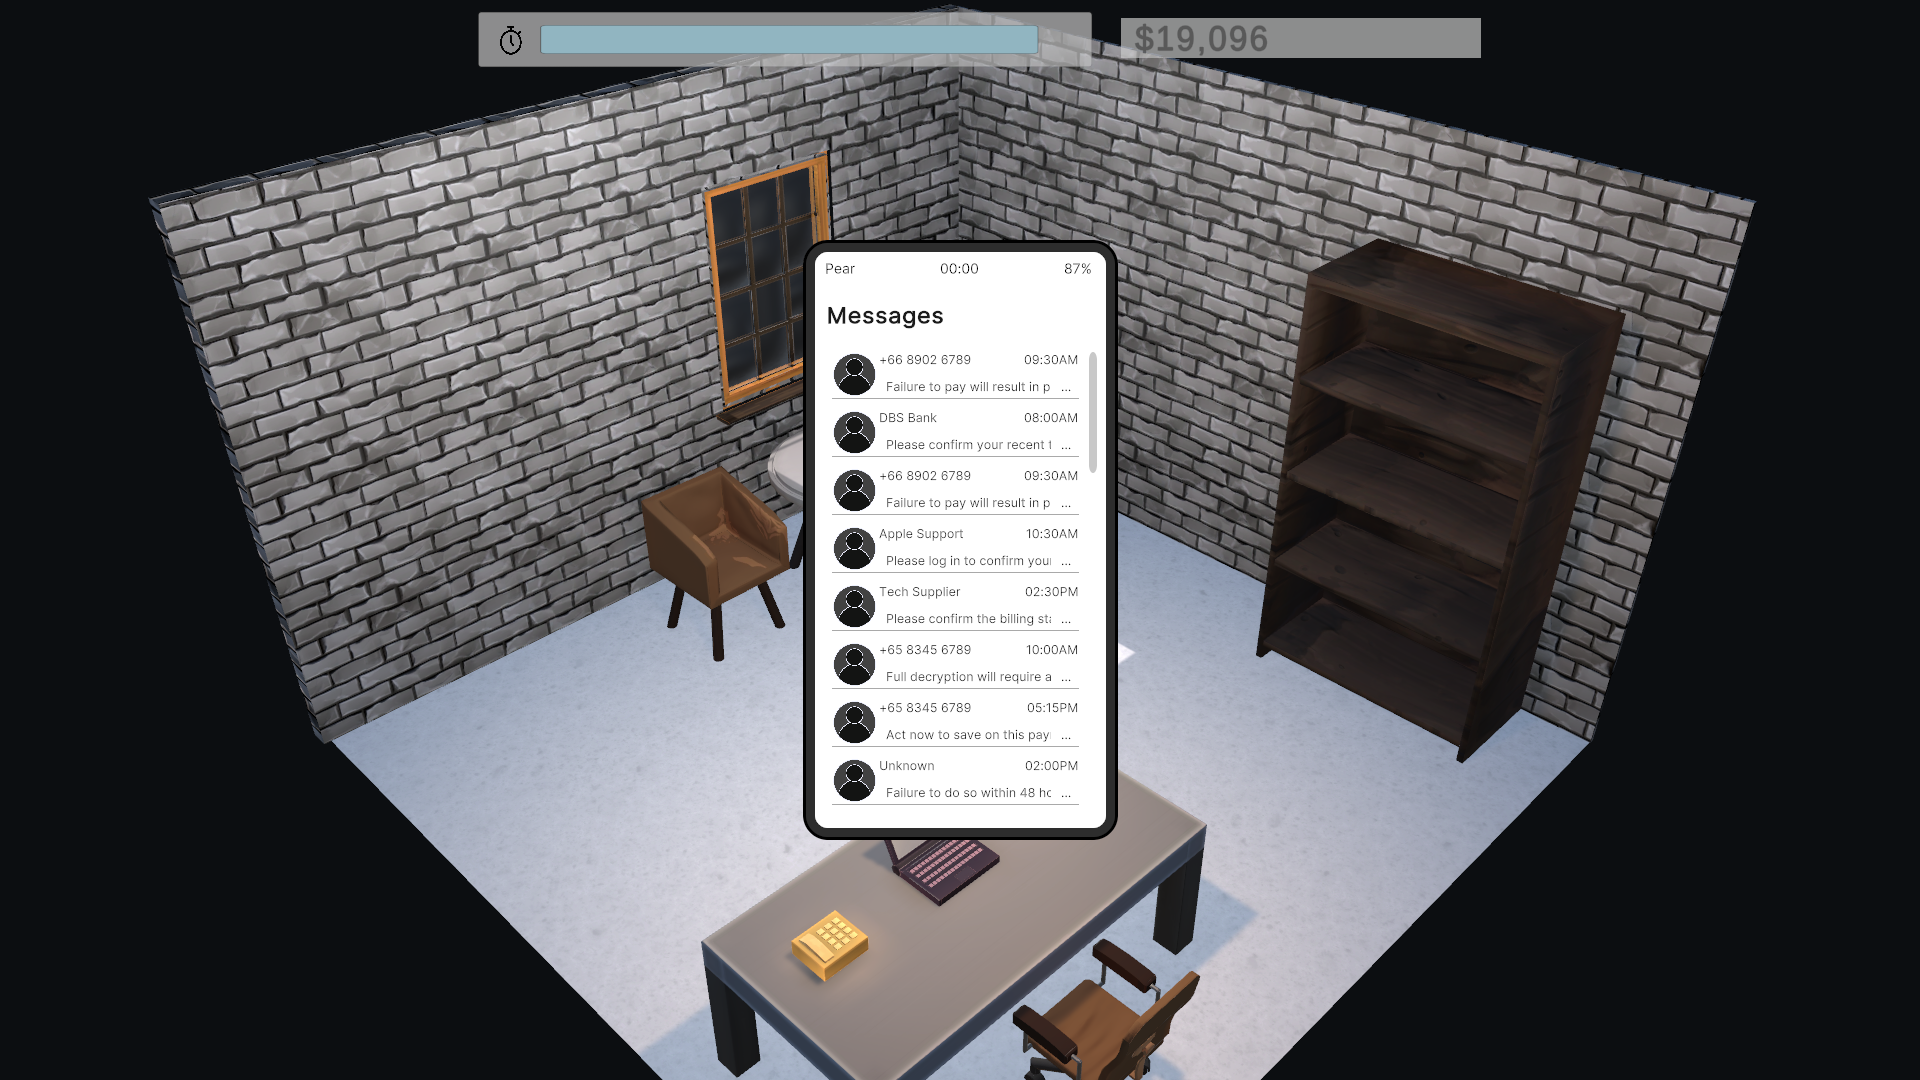 $19,096
Pear 00:00 87%
Messages
+66 8902 6789 09:30AM
Failure to pay will result in p ...
DBS Bank 08:00AM
Please confirm your recent ...
+66 8902 6789 09:30AM
Failure to pay will result in p ...
Apple Support 10:30AM
Please log in to confirm your ...
Tech Supplier 02:30PM
Please confirm the billing sta ...
+65 8345 6789 10:00AM
Full decryption will require a ...
+65 8345 6789 05:15PM
Act now to save on this pay ...
Unknown 02:00PM
Failure to do so within 48 ho ...